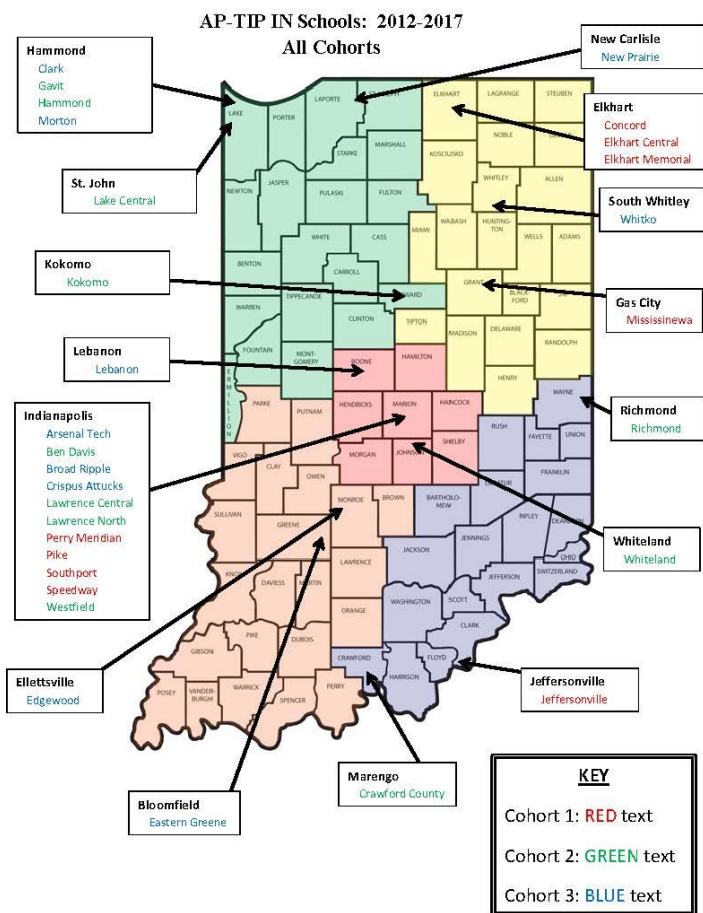 AP-TIP IN Schools: 2012-2017
All Cohorts
Hammond
Clark
Gavit
Hammond
Morton
New Carlisle
New Prairie
Elkhart
Concord
Elkhart Central
Elkhart Memorial
St. John
Lake Central
South Whitley
Whitko
Kokomo
Kokomo
Gas City
Mississinewa
Lebanon
Lebanon
Indianapolis
Arsenal Tech
Ben Davis
Broad Ripple
Crispus Attucks
Lawrence Central
Lawrence North
Perry Meridian
Pike
Southport
Speedway
Westfield
Richmond
Richmond
Whiteland
Whiteland
Ellettsville
Edgewood
Jeffersonville
Jeffersonville
Bloomfield
Eastern Greene
Marengo
Crawford County
LAKE
PORTER
LAPORTE
ELKHART
LAGRANGE
STEUBEN
NOBLE
STARKE
MARSHALL
KOSCIUSKO
WHITLEY
ALLEN
NEWTON
JASPER
PULASKI
FULTON
WABASH
HUNTING-
TON
MIAMI
WELLS
ADAMS
WHITE
CASS
BENTON
CARROLL
GRANT
BLACK-
FORD
WARREN
TIPPECANOE
CLINTON
TIPTON
MADISON
DELAWARE
RANDOLPH
FOUNTAIN
MONT-
GOMERY
BOONE
HAMILTON
HENRY
WAYNE
PARKE
PUTNAM
HENDRICKS
MARION
HANCOCK
RUSH
FAYETTE
UNION
VIGO
CLAY
OWEN
MORGAN
SHELBY
FRANKLIN
SULLIVAN
GREENE
MONROE
BROWN
BARTHOLO-
MEW
RIPLEY
JENNINGS
JACKSON
OHIO
SWITZERLAND
JEFFERSON
LAWRENCE
DAVIESS
ORANGE
WASHINGTON
SCOTT
CLARK
PIKE
DUBOIS
GIBSON
CRAWFORD
FLOYD
HARRISON
PERRY
SPENCER
WARRICK
VANDER-
BURGH
POSEY
KEY
Cohort 1: RED text
Cohort 2: GREEN text
Cohort 3: BLUE text